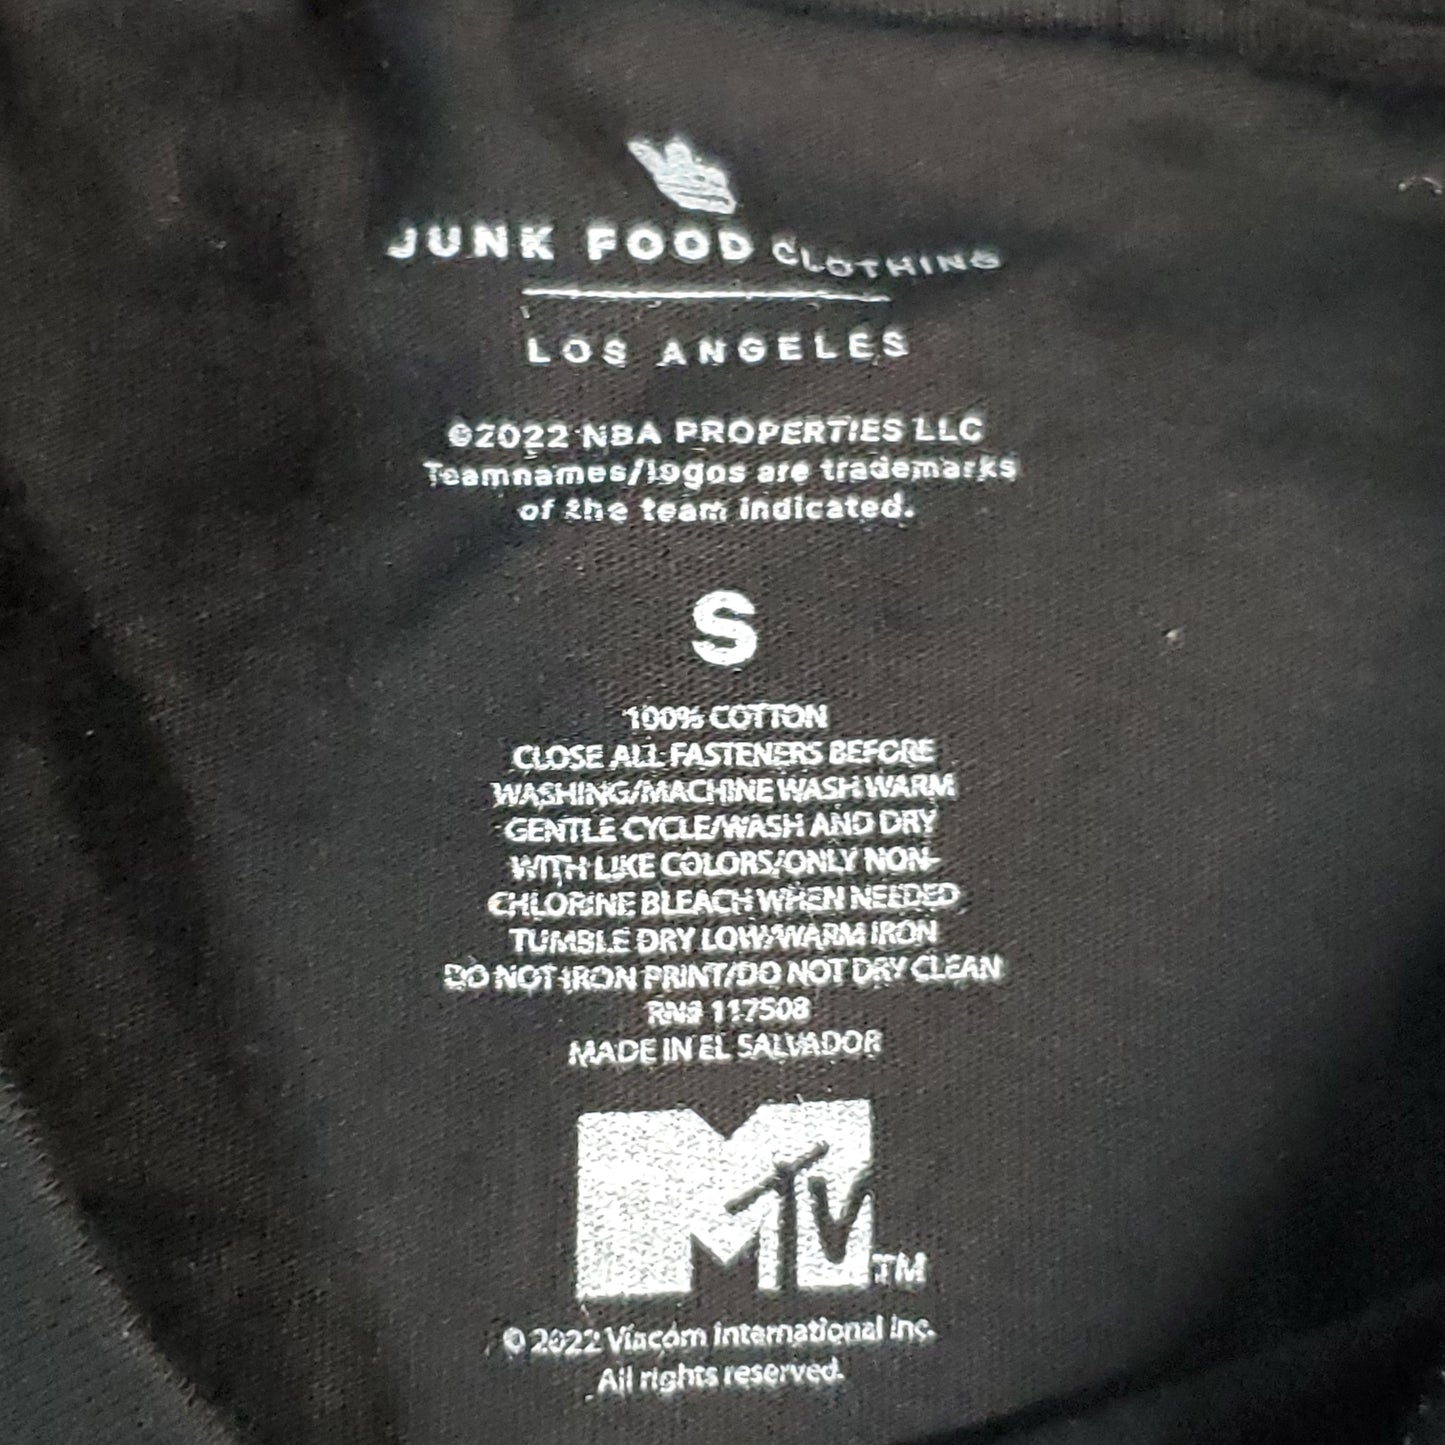 JUNK FOOD CLOTHING
LOS ANGELES
©2022 NBA PROPERTIES LLC
Teamnames/logos are trademarks
of the team indicated.
S
100% COTTON
CLOSE ALL FASTENERS BEFORE
WASHING/MACHINE WASH WARM
GENTLE CYCLE/WASH AND DRY
WITH LIKE COLORS/ONLY NON-
CHLORINE BLEACH WHEN NEEDED
TUMBLE DRY LOW/WARM IRON
DO NOT IRON PRINT/DO NOT DRY CLEAN
RN# 117508
MADE IN EL SALVADOR
MTV TM
© 2022 Viacom International Inc.
All rights reserved.